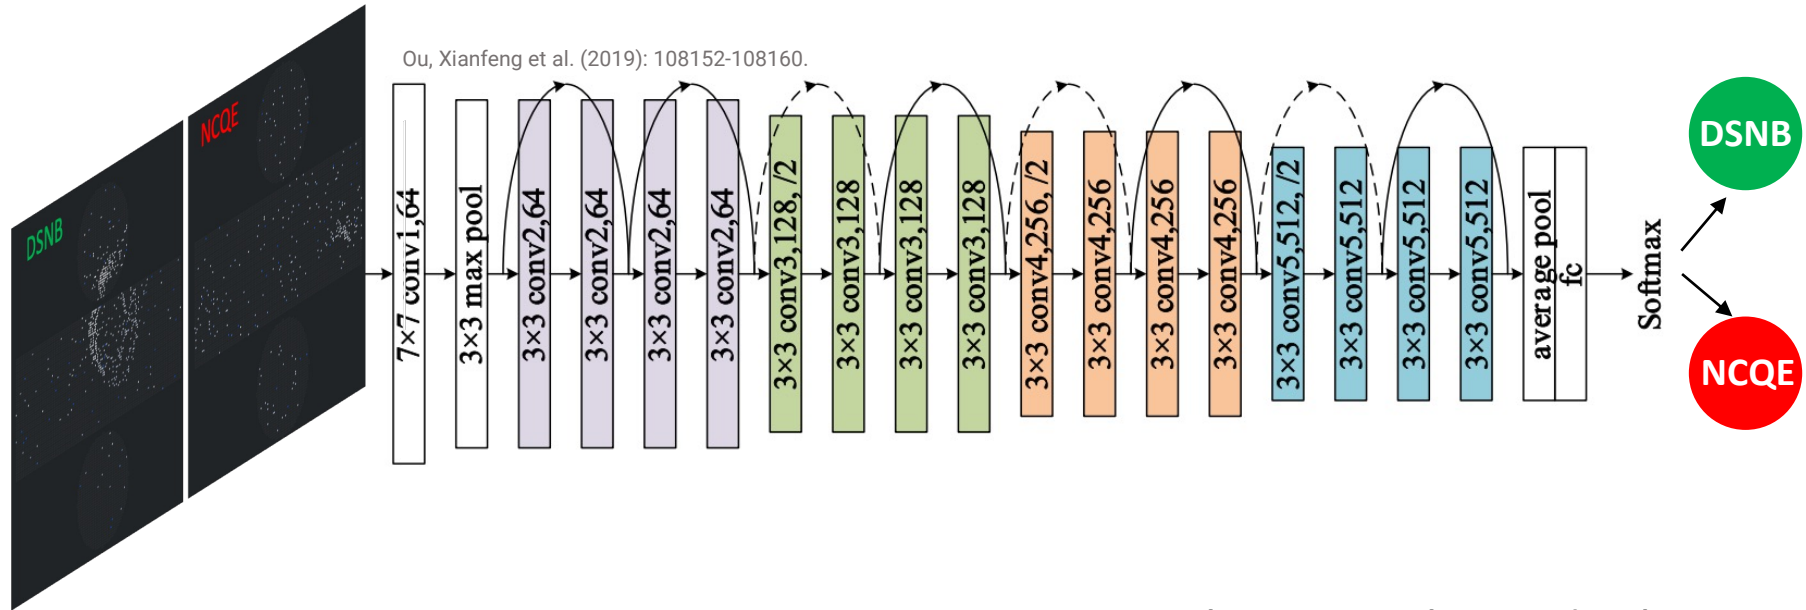 Ou, Xianfeng et al. (2019): 108152-108160.
DSNB
NCQE
7×7 conv1,64
3×3 max pool
3×3 conv2,64
3×3 conv2,64
3×3 conv2,64
3×3 conv2,64
3×3 conv3,128, /2
3×3 conv3,128
3×3 conv3,128
3×3 conv3,128
3×3 conv4,256, /2
3×3 conv4,256
3×3 conv4,256
3×3 conv4,256
3×3 conv5,512, /2
3×3 conv5,512
3×3 conv5,512
3×3 conv5,512
average pool
fc
Softmax
DSNB
NCQE